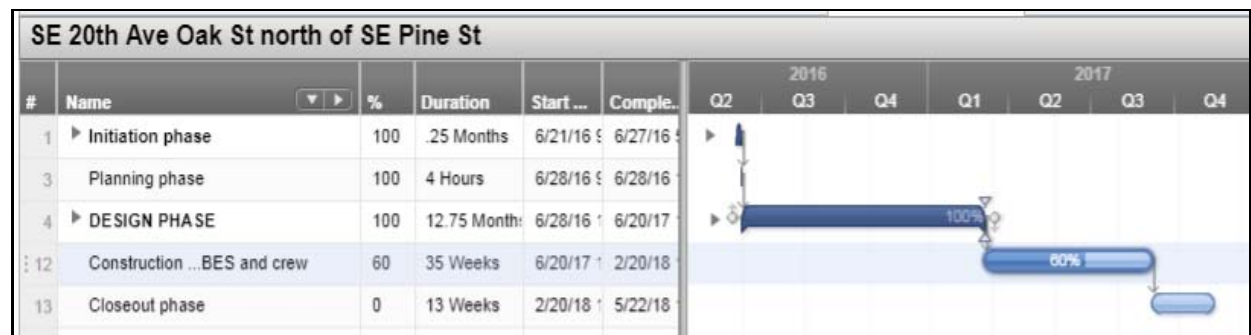 SE 20th Ave Oak St north of SE Pine St
2016 2017
# Name % Duration Start ... Comple.. Q2 Q3 Q4 Q1 Q2 Q3 Q4
1 Initiation phase 100 .25 Months 6/21/16 6/27/16
3 Planning phase 100 4 Hours 6/28/16 6/28/16
4 DESIGN PHASE 100 12.75 Months 6/28/16 6/20/17 100%
12 Construction ...BES and crew 60 35 Weeks 6/20/17 2/20/18 60%
13 Closeout phase 0 13 Weeks 2/20/18 5/22/18